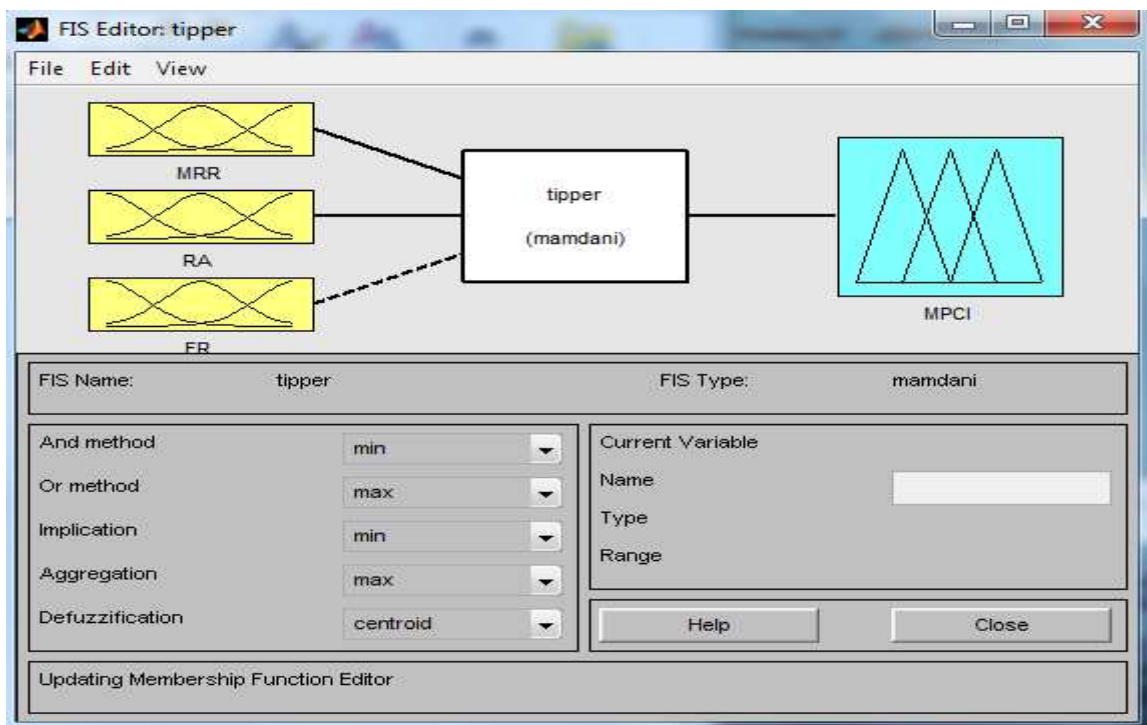 FIS Editor: tipper
File Edit View
MRR
RA
FR
tipper
(mamdani)
MPCI
FIS Name: tipper FIS Type: mamdani
And method min
Or method max
Implication min
Aggregation max
Defuzzification centroid
Current Variable
Name
Type
Range
Help Close
Updating Membership Function Editor